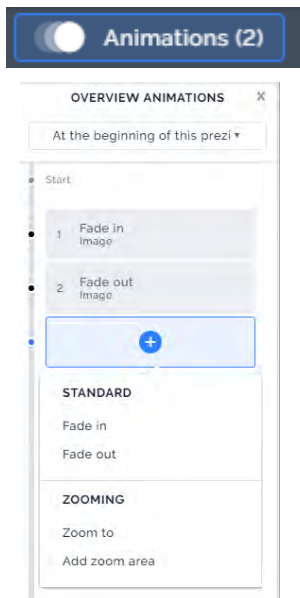 Animations (2)
OVERVIEW ANIMATIONS X
At the beginning of this prezi
Start
1 Fade in
Image
2 Fade out
Image
STANDARD
Fade in
Fade out
ZOOMING
Zoom to
Add zoom area